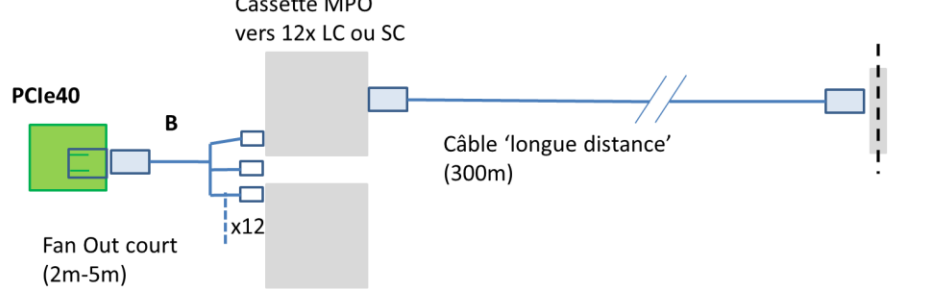 Cassette MPO
vers 12x LC ou SC
PCIe40
B
Câble ‘longue distance’
(300m)
x12
Fan Out court
(2m-5m)